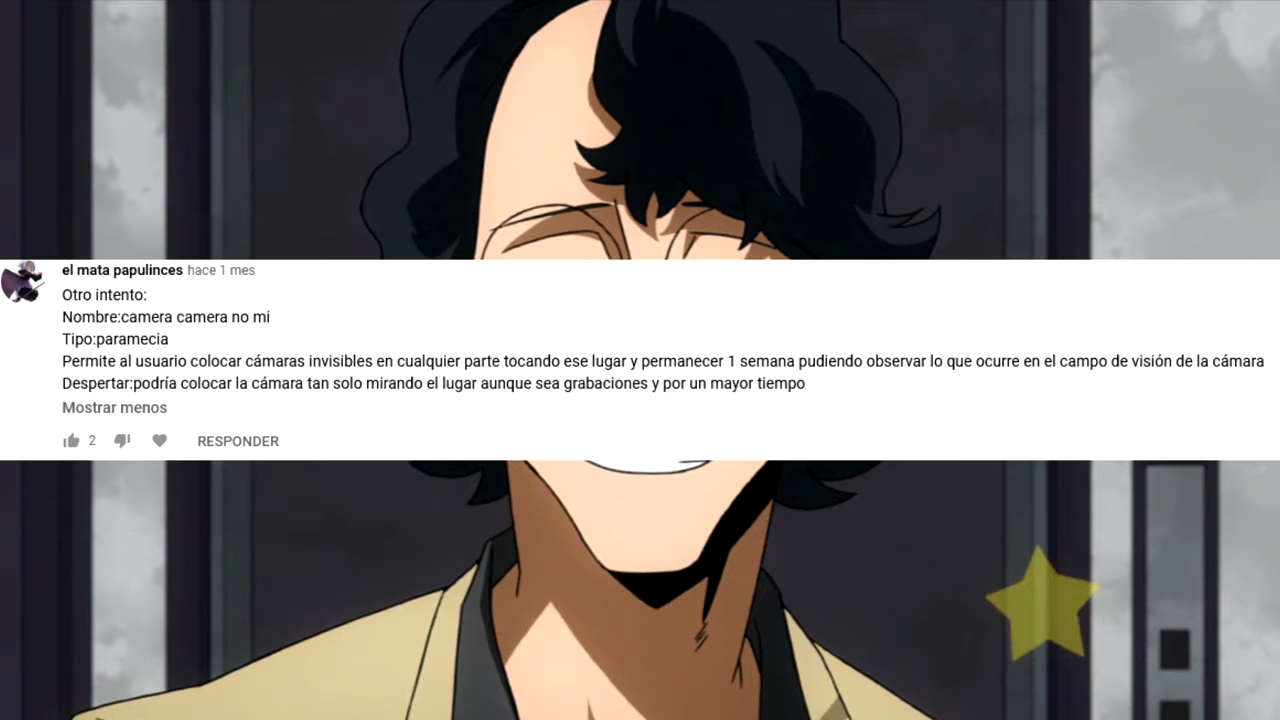 el mata papulinces hace 1 mes
Otro intento:
Nombre:camera camera no mi
Tipo:paramecia
Permite al usuario colocar cámaras invisibles en cualquier parte tocando ese lugar y permanecer 1 semana pudiendo observar lo que ocurre en el campo de visión de la cámara
Despertar:podría colocar la cámara tan solo mirando el lugar aunque sea grabaciones y por un mayor tiempo
Mostrar menos
2 RESPONDER